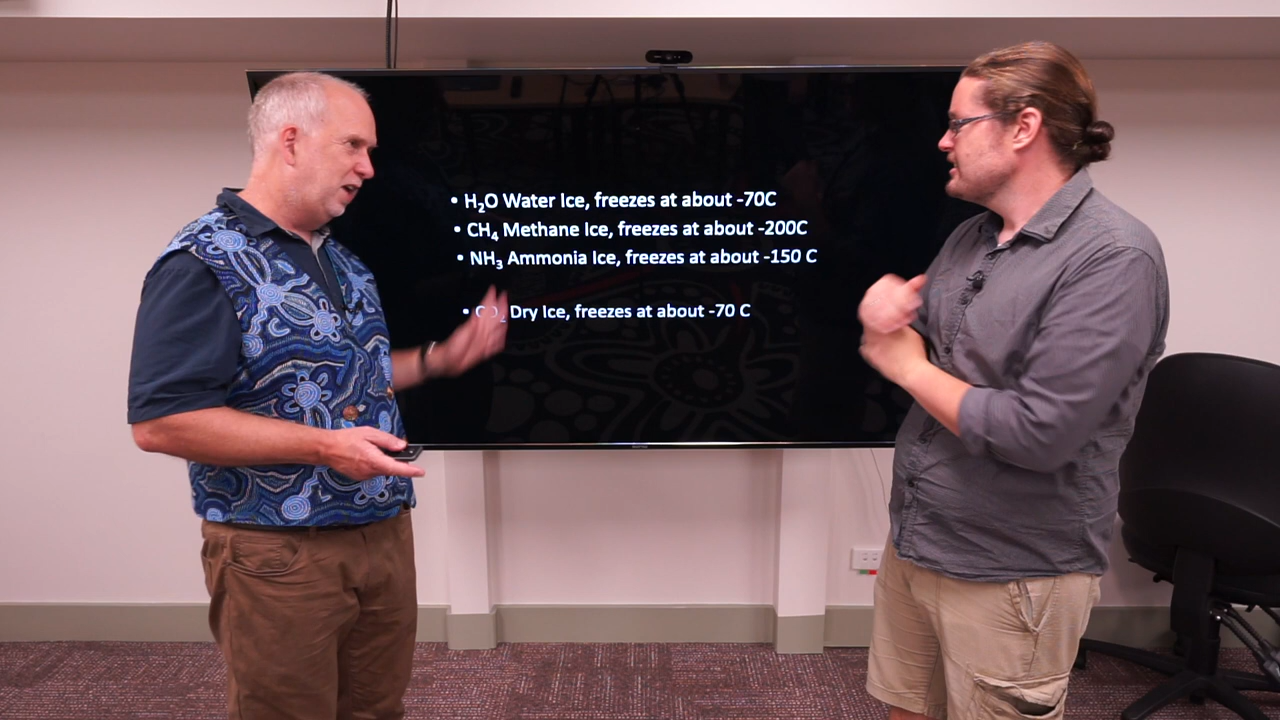 • H₂O Water Ice, freezes at about -70C
• CH₄ Methane Ice, freezes at about -200C
• NH₃ Ammonia Ice, freezes at about -150 C
• CO₂ Dry Ice, freezes at about -70 C